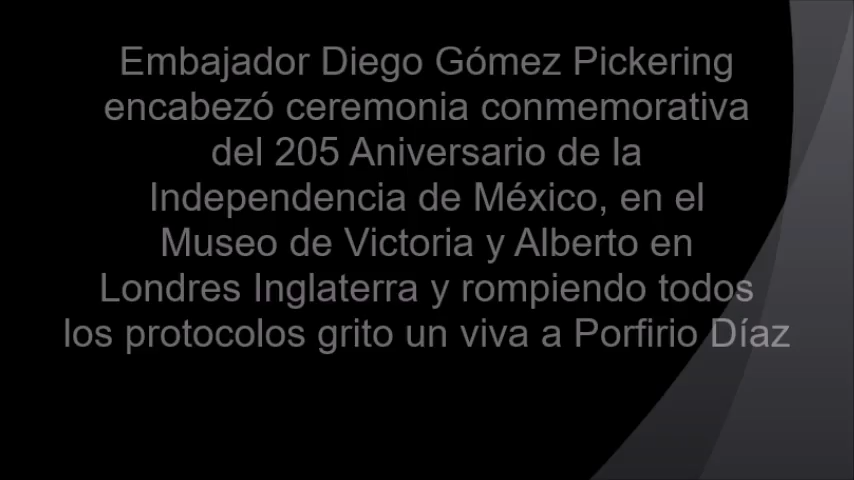 Embajador Diego Gómez Pickering
encabezó ceremonia conmemorativa
del 205 Aniversario de la
Independencia de México, en el
Museo de Victoria y Alberto en
Londres Inglaterra y rompiendo todos
los protocolos grito un viva a Porfirio Díaz